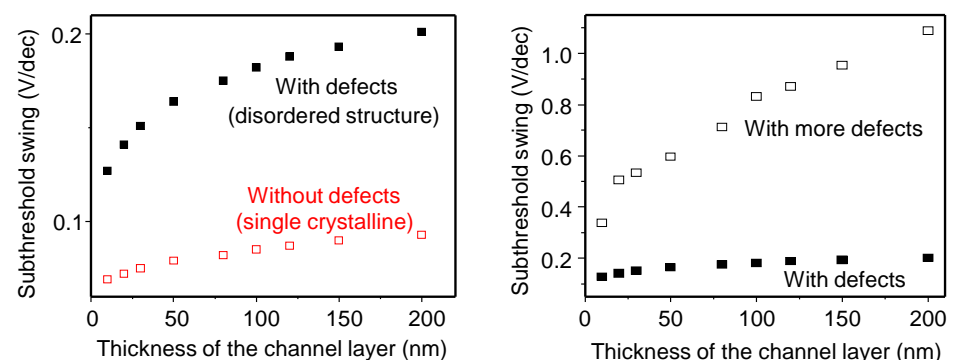 Subthreshold swing (V/dec)
0.2
0.1
With defects
(disordered structure)
Without defects
(single crystalline)
0 50 100 150 200
Thickness of the channel layer (nm)
Subthreshold swing (V/dec)
1.0
0.8
0.6
0.4
0.2
With more defects
With defects
0 50 100 150 200
Thickness of the channel layer (nm)